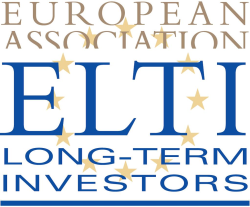 EUROPEAN
ASSOCIATION
ELTI
LONG-TERM
INVESTORS